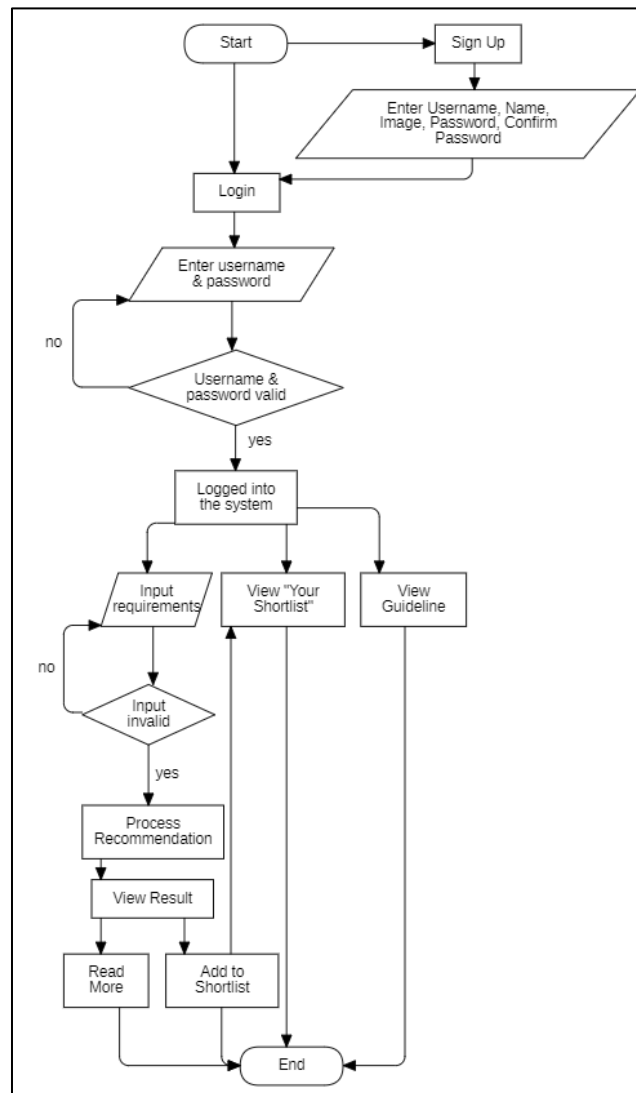 Start
Sign Up
Enter Username, Name,
Image, Password, Confirm
Password
Login
Enter username
& password
no
Username &
password valid
yes
Logged into
the system
Input
requirements
View "Your
Shortlist"
View
Guideline
no
Input
invalid
yes
Process
Recommendation
View Result
Read
More
Add to
Shortlist
End